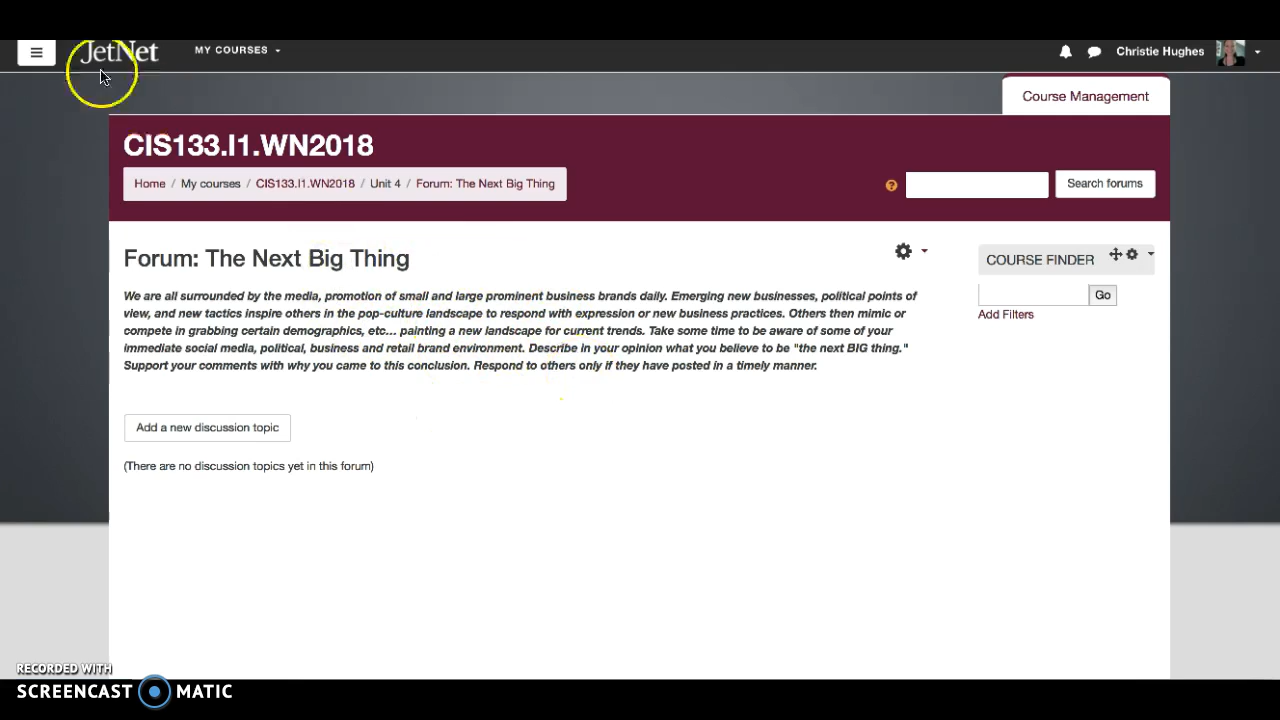 JetNet
MY COURSES
Christie Hughes
Course Management
CIS133.I1.WN2018
Home / My courses / CIS133.I1.WN2018 / Unit 4 / Forum: The Next Big Thing
?
Search forums
Forum: The Next Big Thing
We are all surrounded by the media, promotion of small and large prominent business brands daily. Emerging new businesses, political points of
view, and new tactics inspire others in the pop-culture landscape to respond with expression or new business practices. Others then mimic or
compete in grabbing certain demographics, etc... painting a new landscape for current trends. Take some time to be aware of some of your
immediate social media, political, business and retail brand environment. Describe in your opinion what you believe to be "the next BIG thing."
Support your comments with why you came to this conclusion. Respond to others only if they have posted in a timely manner.
COURSE FINDER
Go
Add Filters
Add a new discussion topic
(There are no discussion topics yet in this forum)
RECORDED WITH
SCREENCAST MATIC